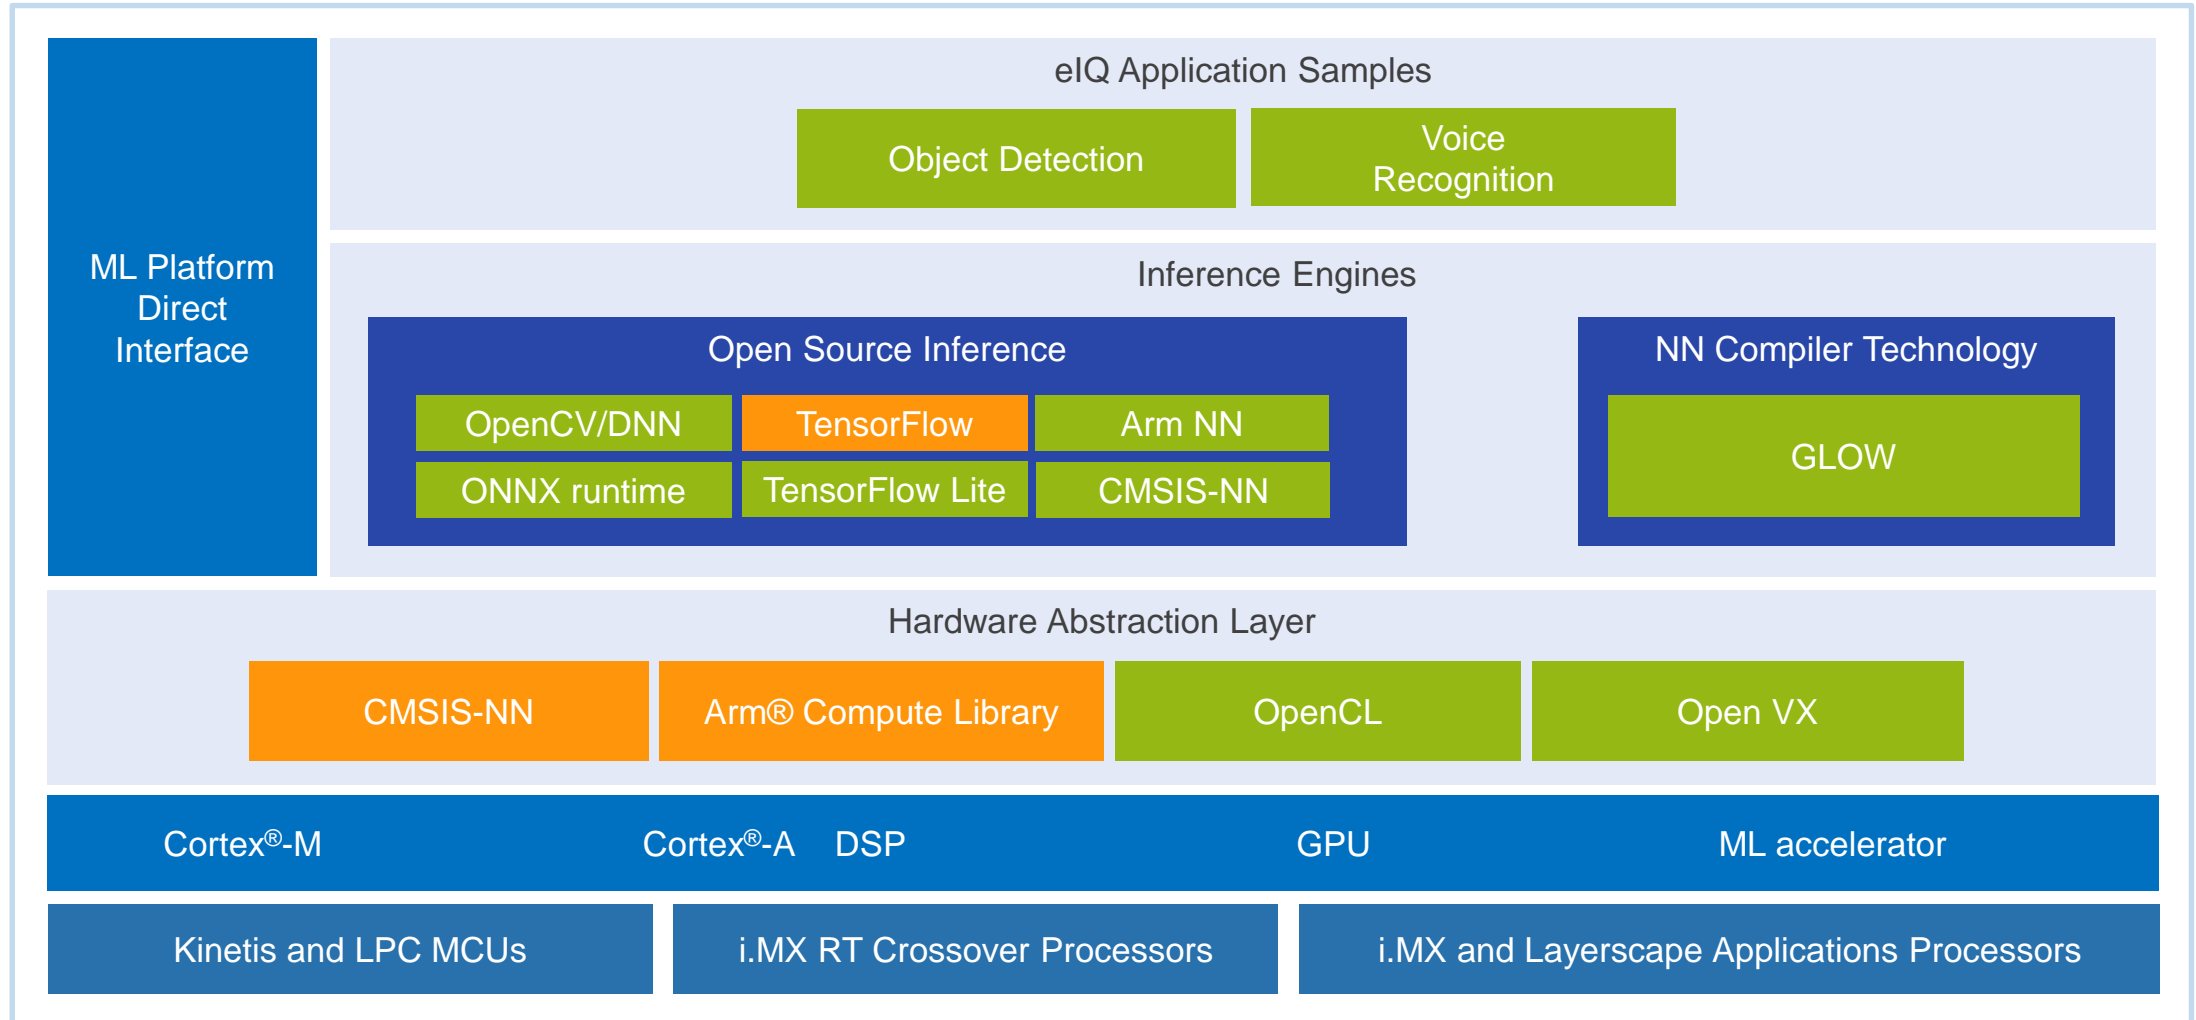 eIQ Application Samples
Object Detection
Voice
Recognition
ML Platform
Direct
Interface
Inference Engines
Open Source Inference
OpenCV/DNN
TensorFlow
Arm NN
ONNX runtime
TensorFlow Lite
CMSIS-NN
NN Compiler Technology
GLOW
Hardware Abstraction Layer
CMSIS-NN
Arm® Compute Library
OpenCL
Open VX
Cortex®-M
Cortex®-A
DSP
GPU
ML accelerator
Kinetis and LPC MCUs
i.MX RT Crossover Processors
i.MX and Layerscape Applications Processors